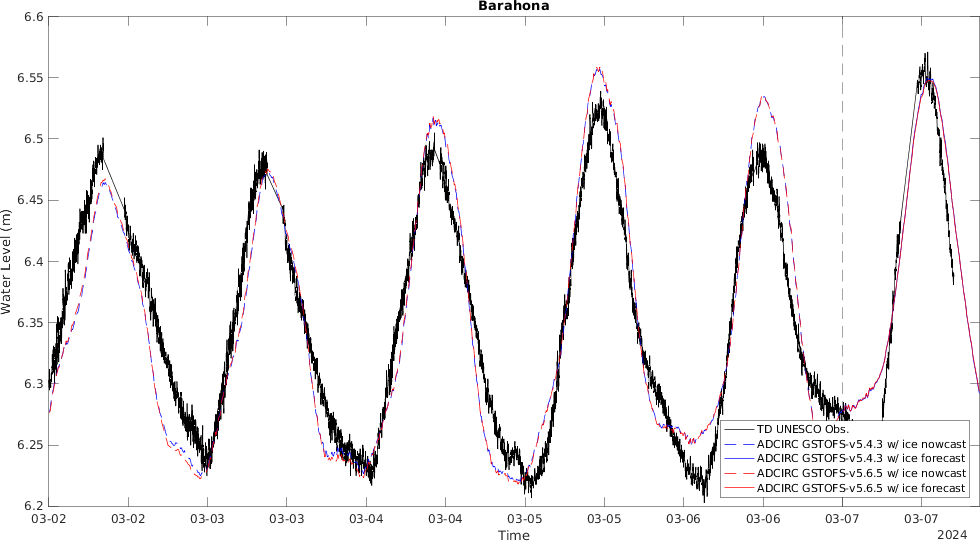 Barahona
6.6
6.55
6.5
6.45
6.4
6.35
6.3
6.25
6.2
Water Level (m)
TD UNESCO Obs.
ADCIRC GSTOFS-v5.4.3 w/ ice nowcast
ADCIRC GSTOFS-v5.4.3 w/ ice forecast
ADCIRC GSTOFS-v5.6.5 w/ ice nowcast
ADCIRC GSTOFS-v5.6.5 w/ ice forecast
03-02 03-02 03-03 03-03 03-04 03-04 03-05 03-05 03-06 03-06 03-07 03-07
Time
2024